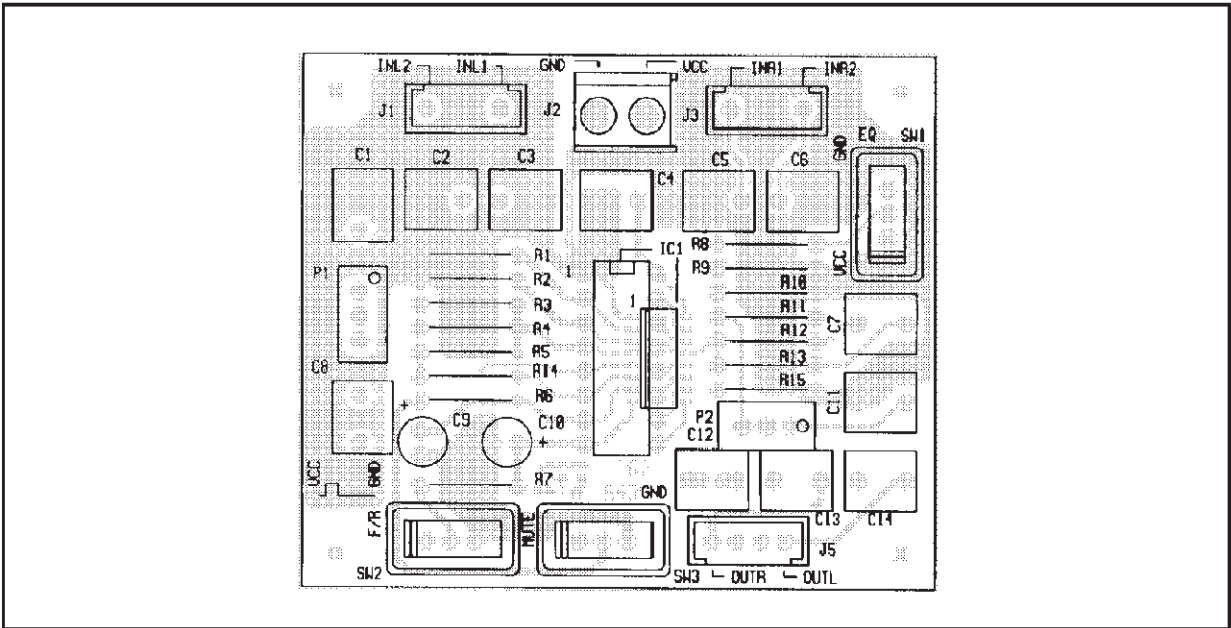 INL2 INL1 GND VCC INR1 INR2
J1 J2 J3
EQ SW1
GND
C1 C2 C3 C4 C5 C6
VCC
R1 IC1 R8
R2 1 R9
P1 R3 1 R10
R4 R11
R5 R12 C7
C8 R14 R13
R6 R15
+ C9 C10 + P2 C11
C12
VCC GND R7 GND
F/R MUTE C13 C14
SW2 SW3 OUTR OUTL J5